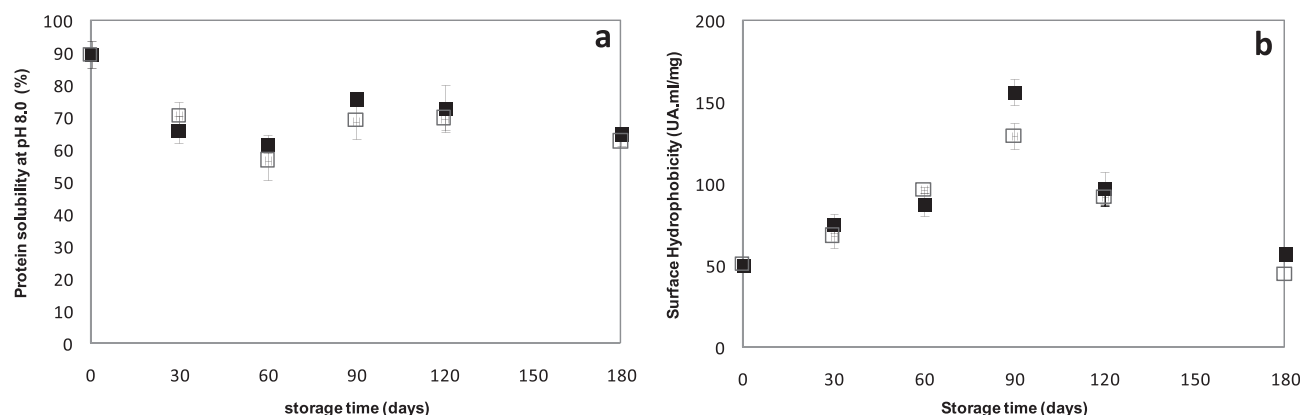 a
Protein solubility at pH 8.0 (%)
100
90
80
70
60
50
40
30
20
10
0
0 30 60 90 120 150 180
storage time (days)
b
Surface Hydrophobicity (UA.ml/mg)
200
150
100
50
0
0 30 60 90 120 150 180
Storage time (days)